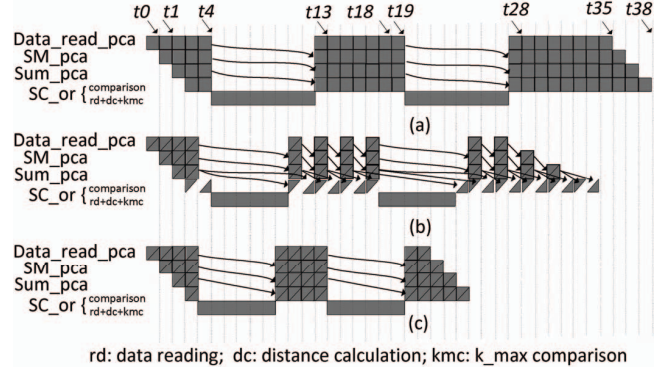 t0 t1 t4 t13 t18 t19 t28 t35 t38
Data_read_pca
SM_pca
Sum_pca
SC_or { comparison
rd+dc+kmc
(a)
Data_read_pca
SM_pca
Sum_pca
SC_or { comparison
rd+dc+kmc
(b)
Data_read_pca
SM_pca
Sum_pca
SC_or { comparison
rd+dc+kmc
(c)
rd: data reading; dc: distance calculation; kmc: k_max comparison